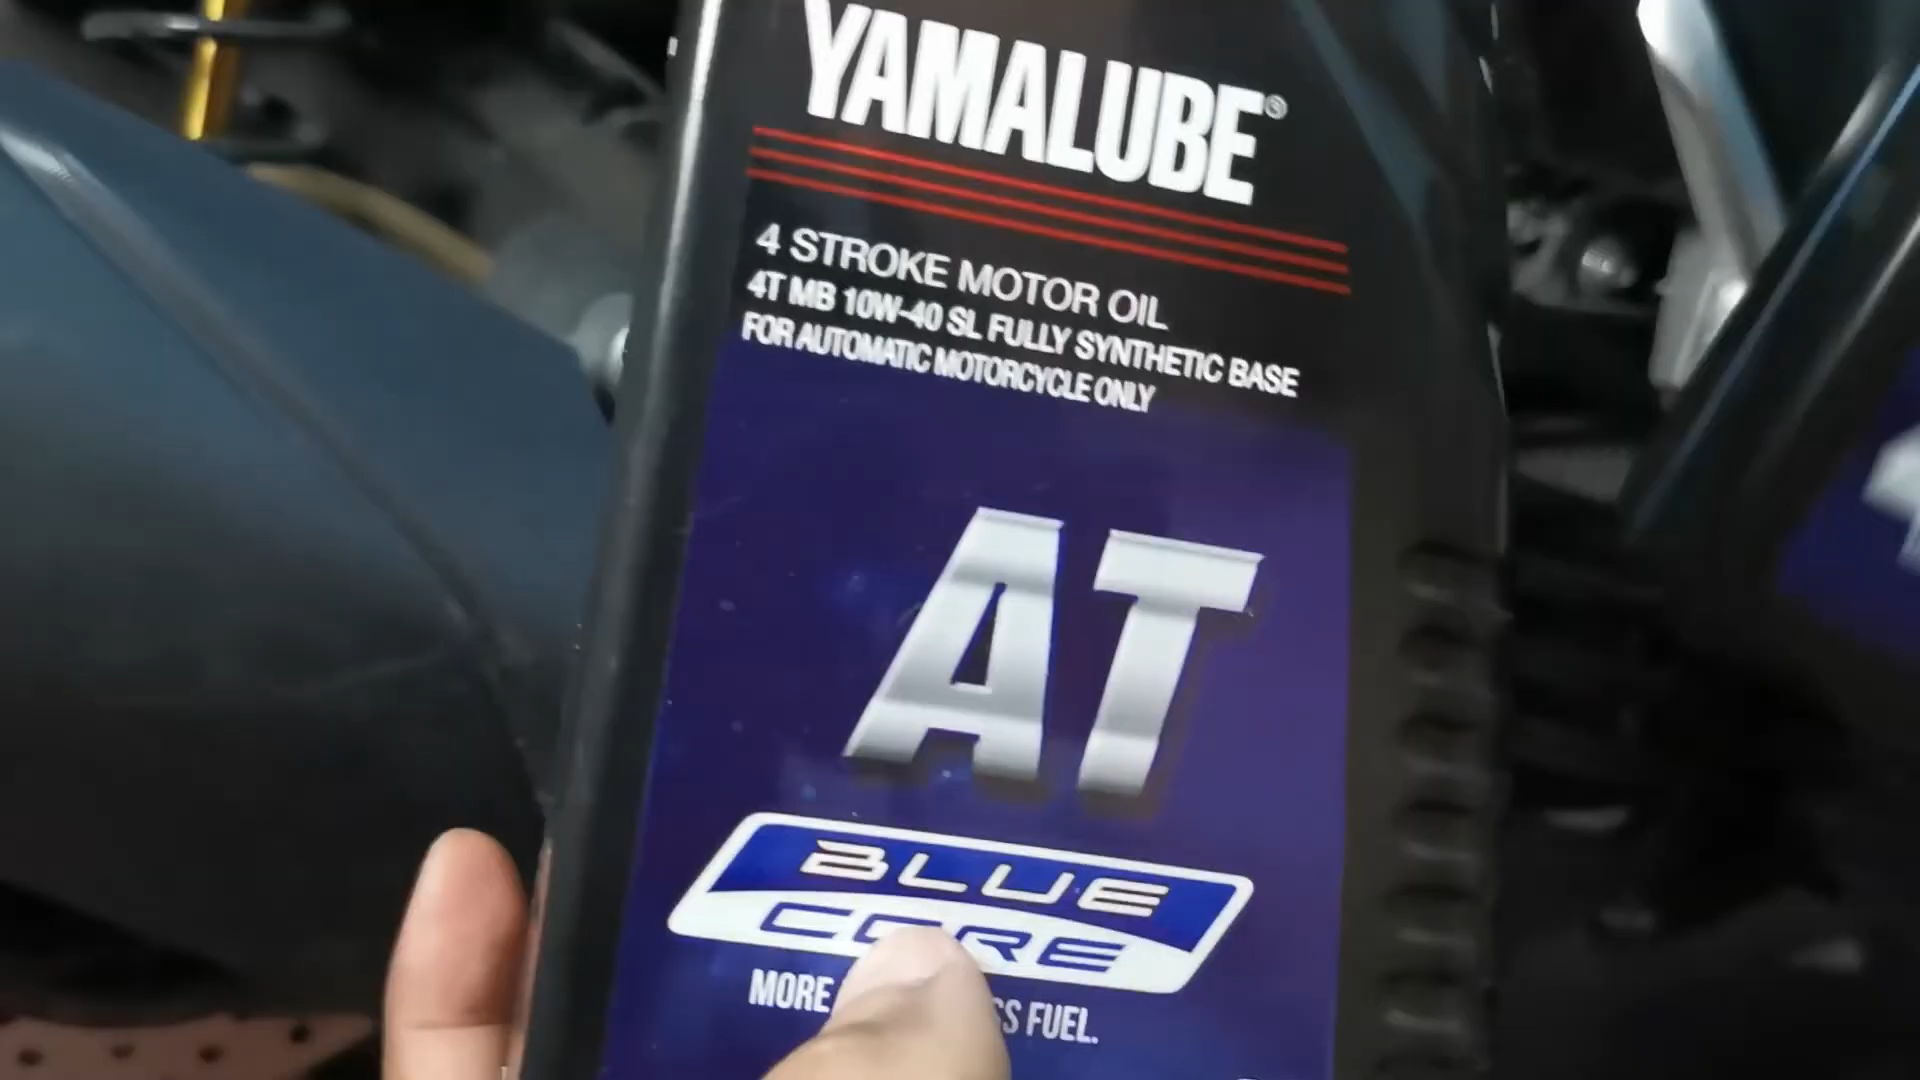 YAMALUBE®
4 STROKE MOTOR OIL
4T MB 10W-40 SL FULLY SYNTHETIC BASE
FOR AUTOMATIC MOTORCYCLE ONLY
AT
BLUE
CORE
MORE FUEL.